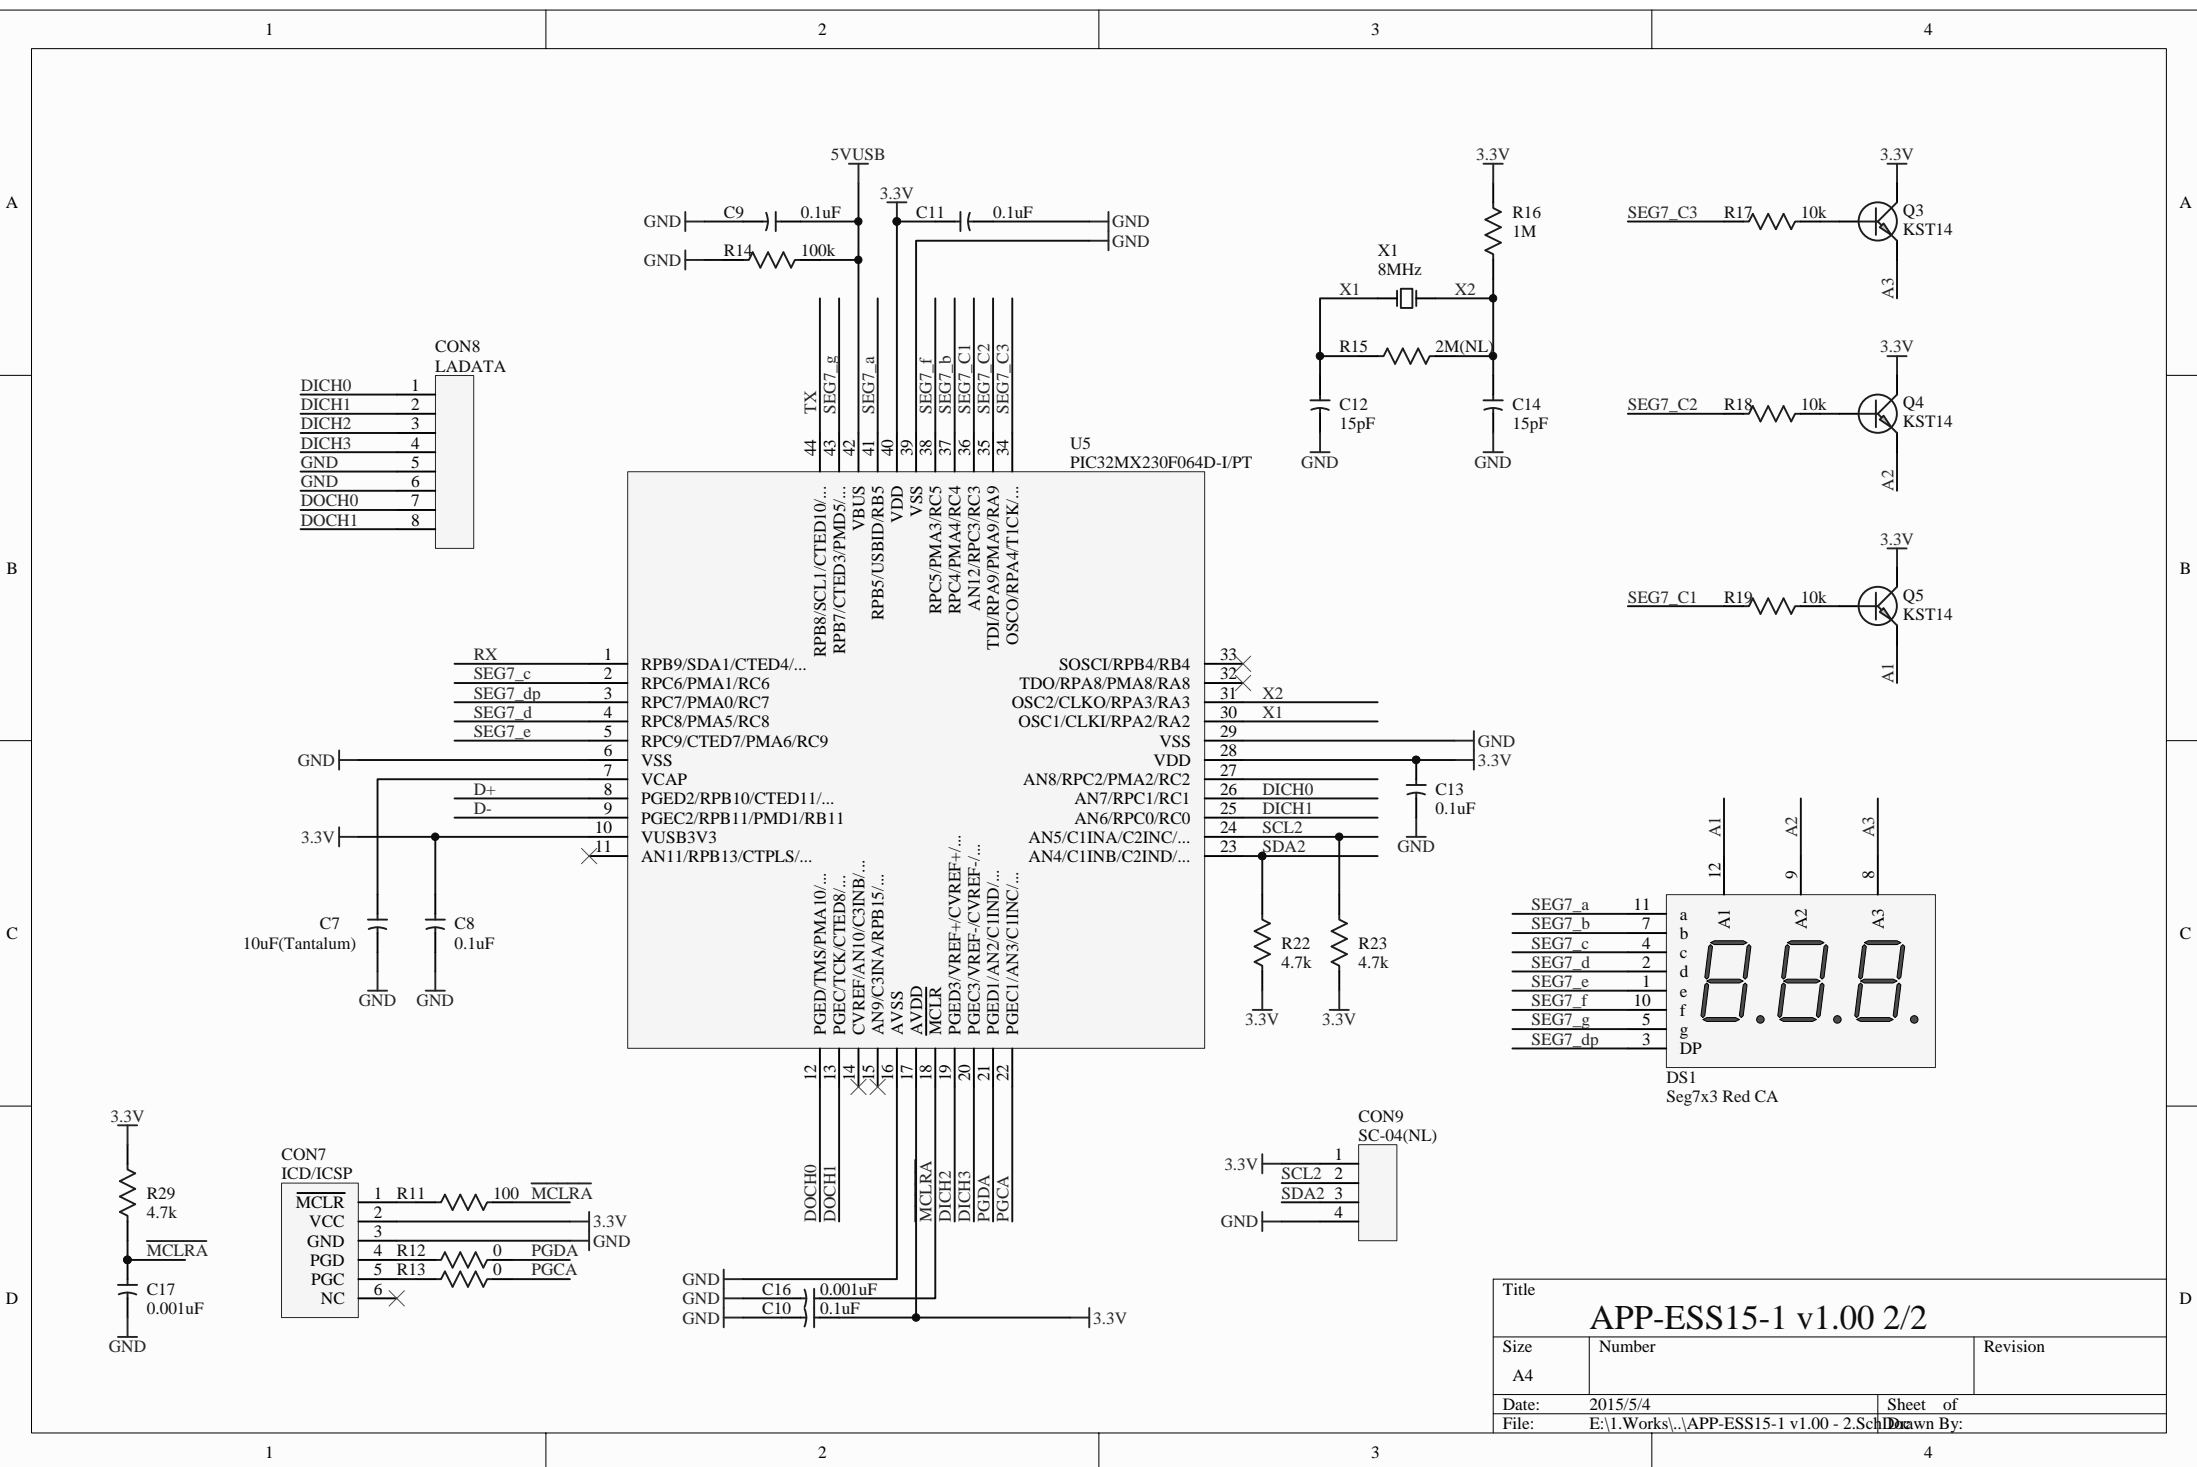 1 2 3 4
A A
B B
C C
D D
5VUSB
3.3V
GND C9 0.1uF
C11 0.1uF GND
GND
GND R14 100k
3.3V
R16
1M
X1
8MHz
X1 X2
R15 2M(NL)
C12
15pF
C14
15pF
GND GND
3.3V
SEG7_C3 R17 10k
Q3
KST14
A3
3.3V
SEG7_C2 R18 10k
Q4
KST14
A2
3.3V
SEG7_C1 R19 10k
Q5
KST14
A1
CON8
LADATA
DICH0 1
DICH1 2
DICH2 3
DICH3 4
GND 5
GND 6
DOCH0 7
DOCH1 8
U5
PIC32MX230F064D-I/PT
TX 44 RPB8/SCL1/CTED10/...
SEG7_g 43 RPB7/CTED3/PMD5/...
42 VBUS
SEG7_a 41 RPB5/USBID/RB5
40 VDD
39 VSS
SEG7_f 38 RPC5/PMA3/RC5
SEG7_b 37 RPC4/PMA4/RC4
SEG7_C1 36 AN12/RPC3/RC3
SEG7_C2 35 TDI/RPA9/PMA9/RA9
SEG7_C3 34 OSCO/RPA4/T1CK/...
RX 1 RPB9/SDA1/CTED4/...
SEG7_c 2 RPC6/PMA1/RC6
SEG7_dp 3 RPC7/PMA0/RC7
SEG7_d 4 RPC8/PMA5/RC8
SEG7_e 5 RPC9/CTED7/PMA6/RC9
GND 6 VSS
7 VCAP
D+ 8 PGED2/RPB10/CTED11/...
D- 9 PGEC2/RPB11/PMD1/RB11
3.3V 10 VUSB3V3
11 AN11/RPB13/CTPLS/...
C7
10uF(Tantalum)
C8
0.1uF
GND GND
SOSCI/RPB4/RB4 33
TDO/RPA8/PMA8/RA8 32
OSC2/CLKO/RPA3/RA3 31 X2
OSC1/CLKI/RPA2/RA2 30 X1
VSS 29 GND
VDD 28 3.3V
AN8/RPC2/PMA2/RC2 27
AN7/RPC1/RC1 26 DICH0
AN6/RPC0/RC0 25 DICH1
AN5/C1INA/C2INC/... 24 SCL2
AN4/C1INB/C2IND/... 23 SDA2
C13
0.1uF
GND
R22
4.7k
R23
4.7k
3.3V 3.3V
PGED/TMS/PMA10/... 12 DOCH0
PGEC/TCK/CTED8/... 13 DOCH1
CVREF/AN10/C3INB/... 14
AN9/C3INA/RPB15/... 15
AVSS 16
AVDD 17
MCLR 18 MCLRA
PGED3/VREF+/CVREF+/... 19 DICH2
PGEC3/VREF-/CVREF-/... 20 DICH3
PGED1/AN2/C1IND/... 21 PGDA
PGEC1/AN3/C1INC/... 22 PGCA
GND
GND C16 0.001uF
GND C10 0.1uF 3.3V
A1 A2 A3
12 9 8
A1 A2 A3
SEG7_a 11 a
SEG7_b 7 b
SEG7_c 4 c
SEG7_d 2 d
SEG7_e 1 e
SEG7_f 10 f
SEG7_g 5 g
SEG7_dp 3 DP
DS1
Seg7x3 Red CA
3.3V
R29
4.7k
MCLRA
C17
0.001uF
GND
CON7
ICD/ICSP
MCLR 1 R11 100 MCLRA
VCC 2 3.3V
GND 3 GND
PGD 4 R12 0 PGDA
PGC 5 R13 0 PGCA
NC 6
CON9
SC-04(NL)
3.3V 1
SCL2 2
SDA2 3
GND 4
Title
APP-ESS15-1 v1.00 2/2
Size Number Revision
A4
Date: 2015/5/4 Sheet of
File: E:\1.Works\..\APP-ESS15-1 v1.00 - 2.SchDoc Drawn By:
1 2 3 4